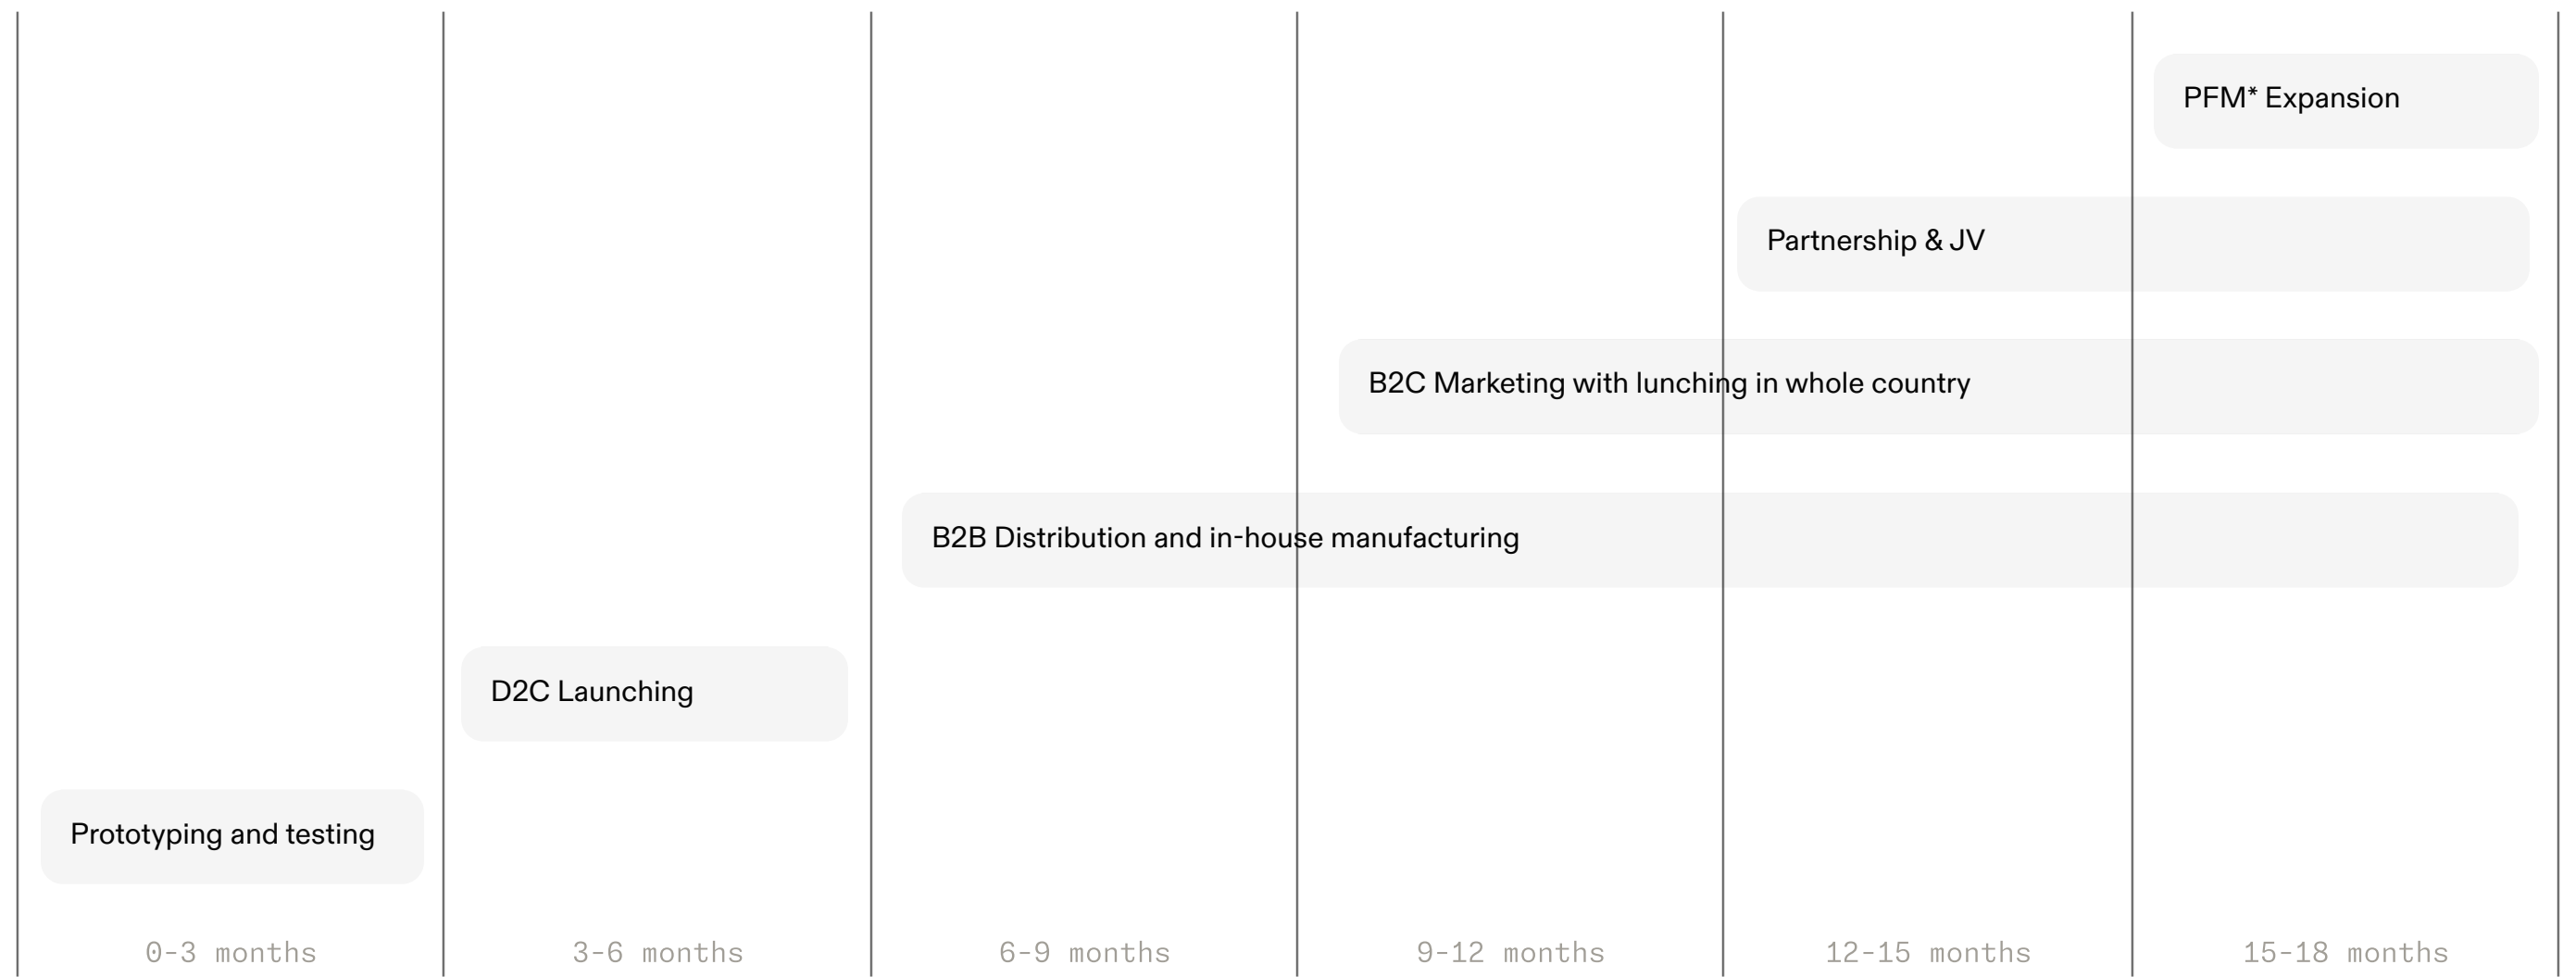 PFM* Expansion
Partnership & JV
B2C Marketing with lunching in whole country
B2B Distribution and in-house manufacturing
D2C Launching
Prototyping and testing
0-3 months
3-6 months
6-9 months
9-12 months
12-15 months
15-18 months